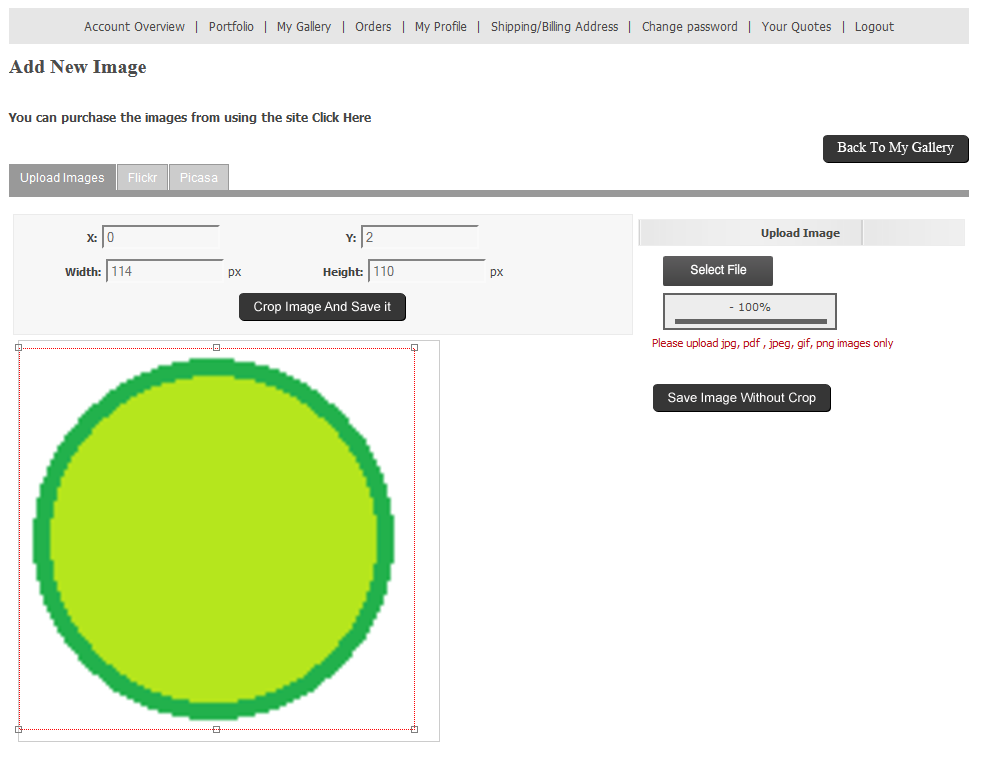 Account Overview | Portfolio | My Gallery | Orders | My Profile | Shipping/Billing Address | Change password | Your Quotes | Logout
Add New Image
You can purchase the images from using the site Click Here
Back To My Gallery
Upload Images Flickr Picasa
X: 0 Y: 2
Width: 114 px Height: 110 px
Crop Image And Save it
Upload Image
Select File
- 100%
Please upload jpg, pdf , jpeg, gif, png images only
Save Image Without Crop